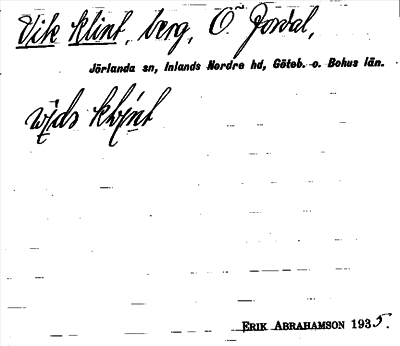 Vik klint, berg, Ö Jordal,
Jörlanda sn, Inlands Nordre hd, Göteb. o. Bohus län.
ERIK ABRAHAMSON 1935.